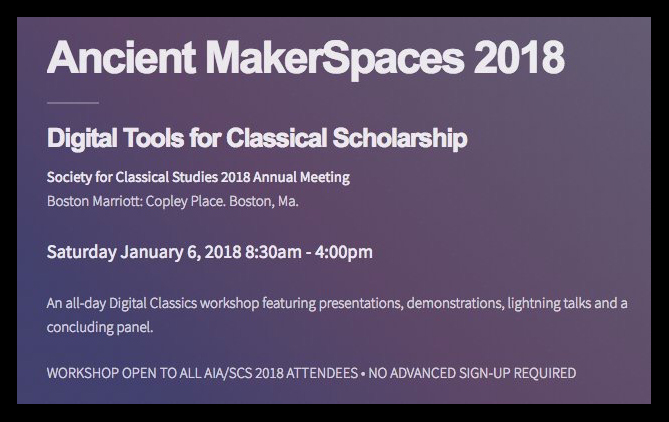 Ancient MakerSpaces 2018
Digital Tools for Classical Scholarship
Society for Classical Studies 2018 Annual Meeting
Boston Marriott: Copley Place. Boston, Ma.
Saturday January 6, 2018 8:30am - 4:00pm
An all-day Digital Classics workshop featuring presentations, demonstrations, lightning talks and a
concluding panel.
WORKSHOP OPEN TO ALL AIA/SCS 2018 ATTENDEES • NO ADVANCED SIGN-UP REQUIRED